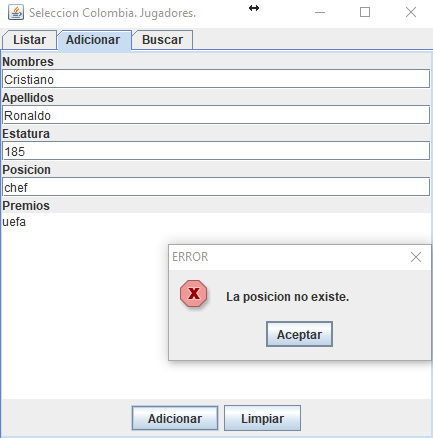 Seleccion Colombia. Jugadores.
Listar Adicionar Buscar
Nombres
Cristiano
Apellidos
Ronaldo
Estatura
185
Posicion
chef
Premios
uefa
ERROR
La posicion no existe.
Aceptar
Adicionar Limpiar